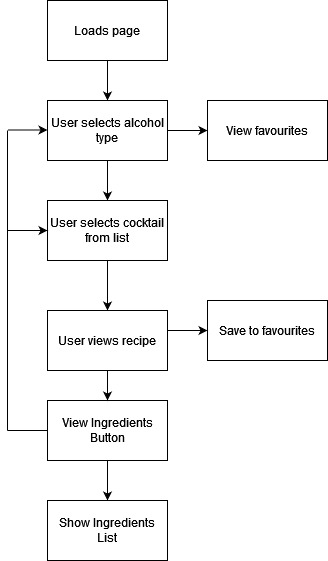 Loads page
User selects alcohol
type
View favourites
User selects cocktail
from list
User views recipe
Save to favourites
View Ingredients
Button
Show Ingredients
List